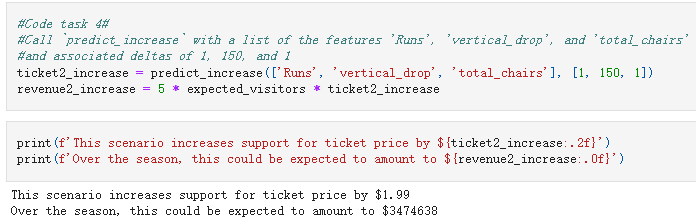 #Code task 4#
#Call `predict_increase` with a list of the features 'Runs', 'vertical_drop', and 'total_chairs'
#and associated deltas of 1, 150, and 1
ticket2_increase = predict_increase(['Runs', 'vertical_drop', 'total_chairs'], [1, 150, 1])
revenue2_increase = 5 * expected_visitors * ticket2_increase
print(f'This scenario increases support for ticket price by ${ticket2_increase:.2f}')
print(f'Over the season, this could be expected to amount to ${revenue2_increase:.0f}')
This scenario increases support for ticket price by $1.99
Over the season, this could be expected to amount to $3474638